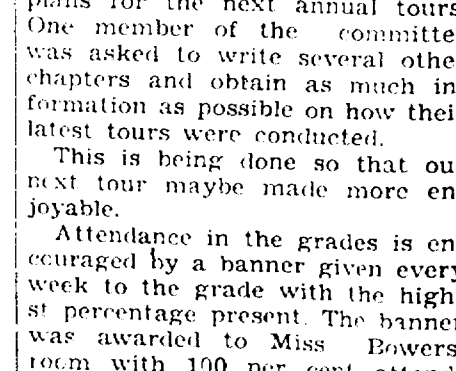 plans for the next annual tours
One member of the committe
was asked to write several othe
chapters and obtain as much in
formation as possible on how thei
latest tours were conducted.
This is being done so that ou
next tour maybe made more en
joyable.
Attendance in the grades is en
couraged by a banner given every
week to the grade with the high
st percentage present. The banner
was awarded to Miss Bowers
room with 100 per cent attend